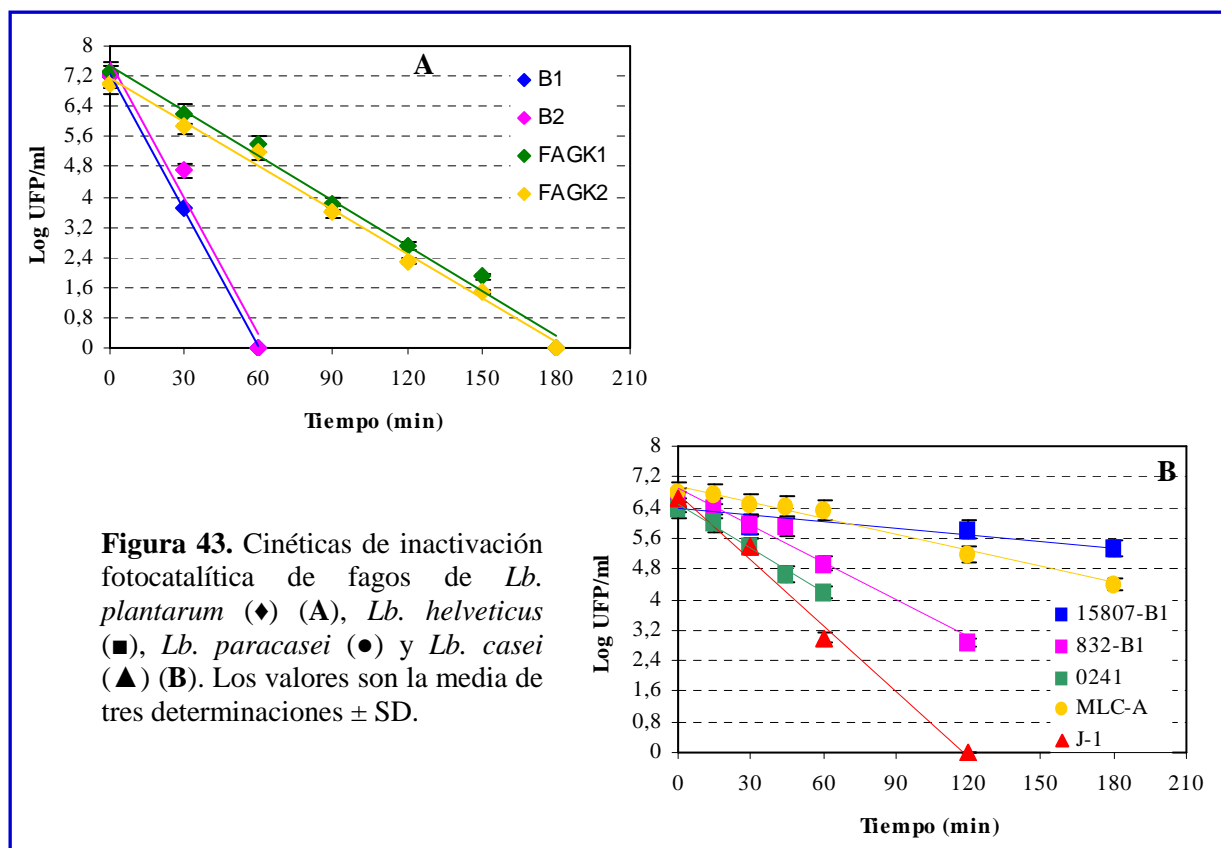 A
8
7,2
6,4
5,6
4,8
4
3,2
2,4
1,6
0,8
0
Log UFP/ml
B1
B2
FAGK1
FAGK2
0 30 60 90 120 150 180 210
Tiempo (min)
Figura 43. Cinéticas de inactivación
fotocatalítica de fagos de Lb.
plantarum (♦) (A), Lb. helveticus
(■), Lb. paracasei (●) y Lb. casei
(▲) (B). Los valores son la media de
tres determinaciones ± SD.
B
8
7,2
6,4
5,6
4,8
4
3,2
2,4
1,6
0,8
0
Log UFP/ml
15807-B1
832-B1
0241
MLC-A
J-1
0 30 60 90 120 150 180 210
Tiempo (min)